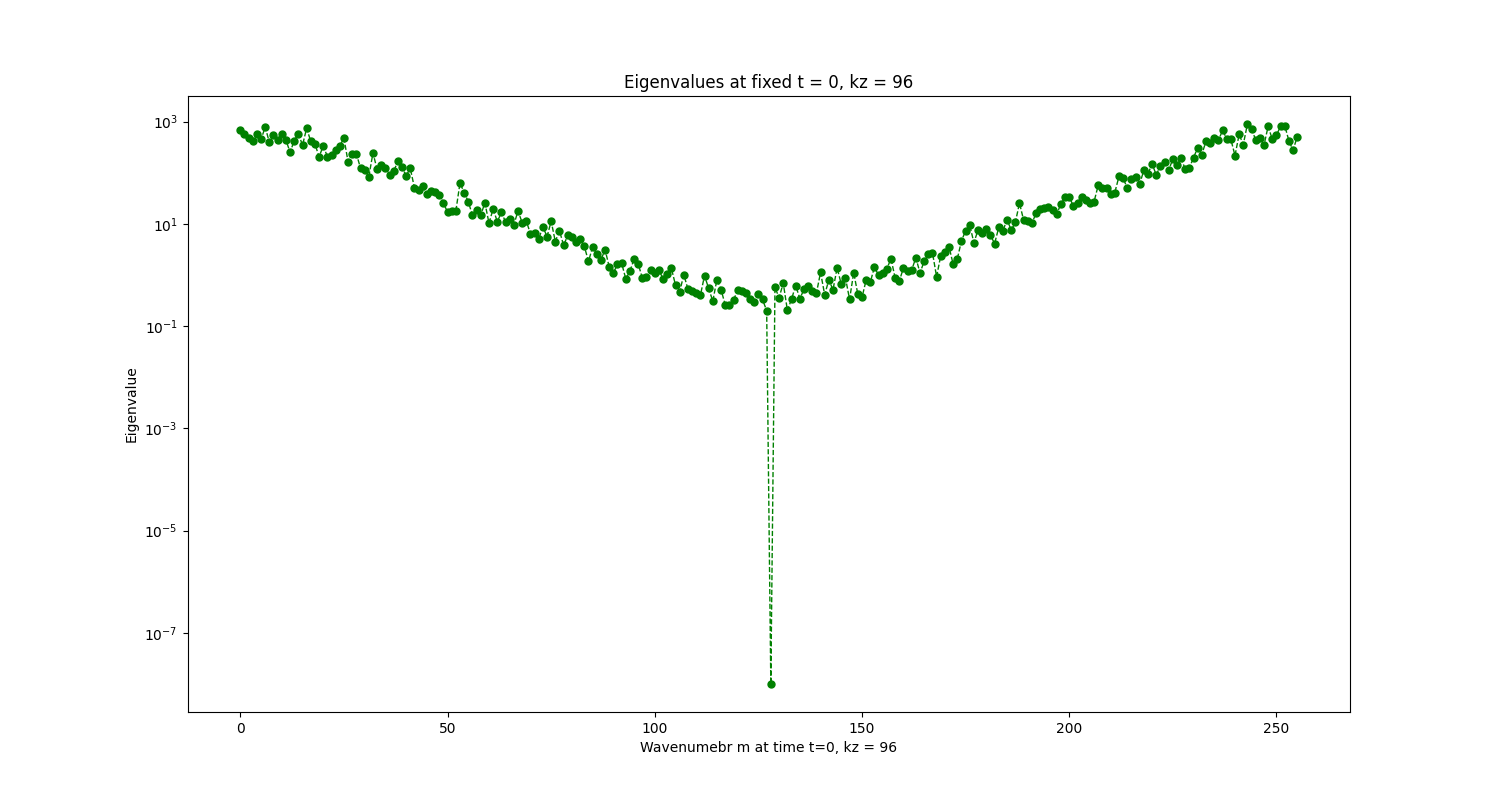 Eigenvalues at fixed t = 0, kz = 96
10³
10¹
10⁻¹
10⁻³
10⁻⁵
10⁻⁷
Eigenvalue
0 50 100 150 200 250
Wavenumebr m at time t=0, kz = 96